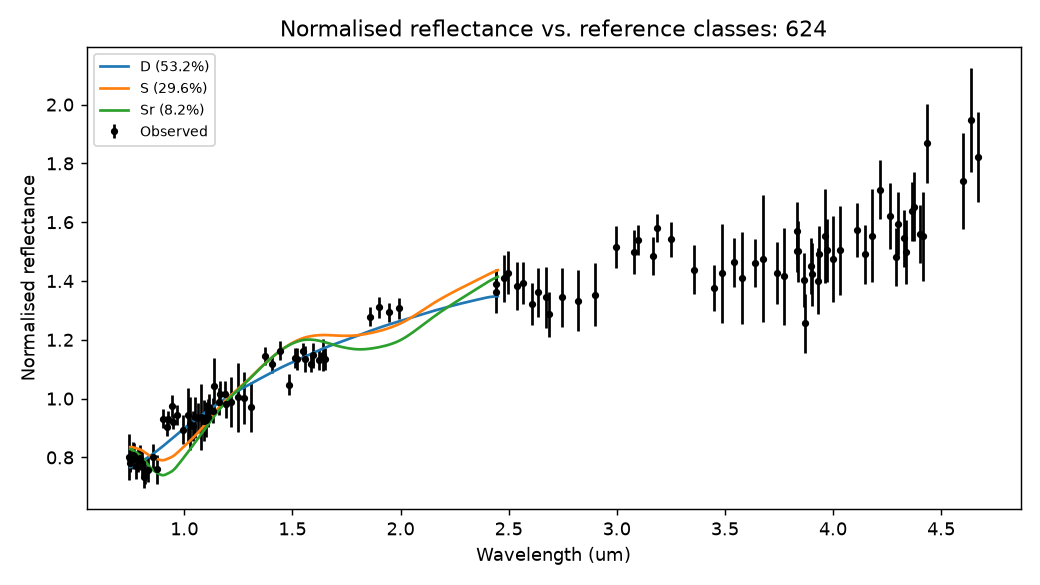 Normalised reflectance vs. reference classes: 624
D (53.2%)
S (29.6%)
Sr (8.2%)
Observed
Normalised reflectance
2.0
1.8
1.6
1.4
1.2
1.0
0.8
1.0 1.5 2.0 2.5 3.0 3.5 4.0 4.5
Wavelength (um)